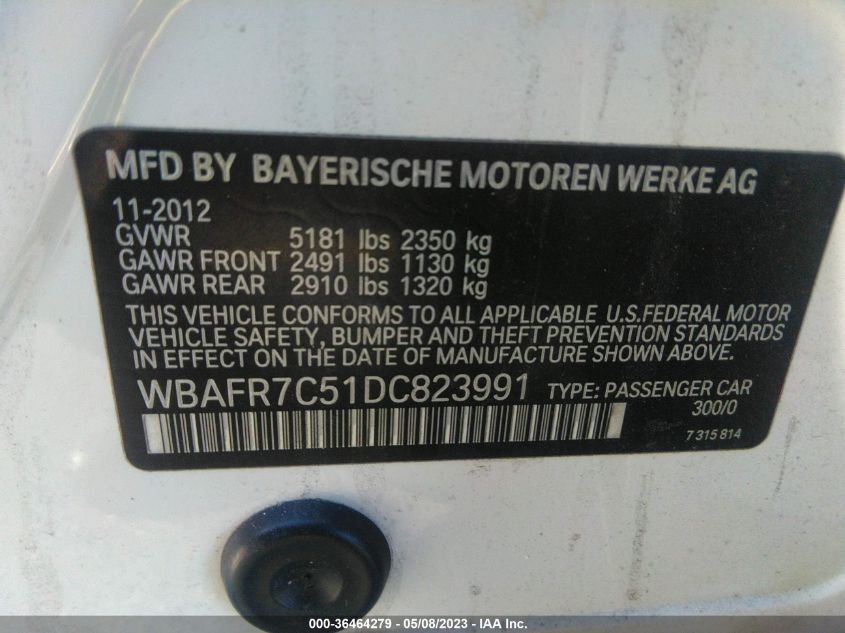 MFD BY BAYERISCHE MOTOREN WERKE AG
11-2012
GVWR 5181 lbs 2350 kg
GAWR FRONT 2491 lbs 1130 kg
GAWR REAR 2910 lbs 1320 kg
THIS VEHICLE CONFORMS TO ALL APPLICABLE U.S.FEDERAL MOTOR
VEHICLE SAFETY, BUMPER AND THEFT PREVENTION STANDARDS
IN EFFECT ON THE DATE OF MANUFACTURE SHOWN ABOVE.
WBAFR7C51DC823991 TYPE: PASSENGER CAR
300/0
7 315 814
000-36464279 - 05/08/2023 - IAA Inc.